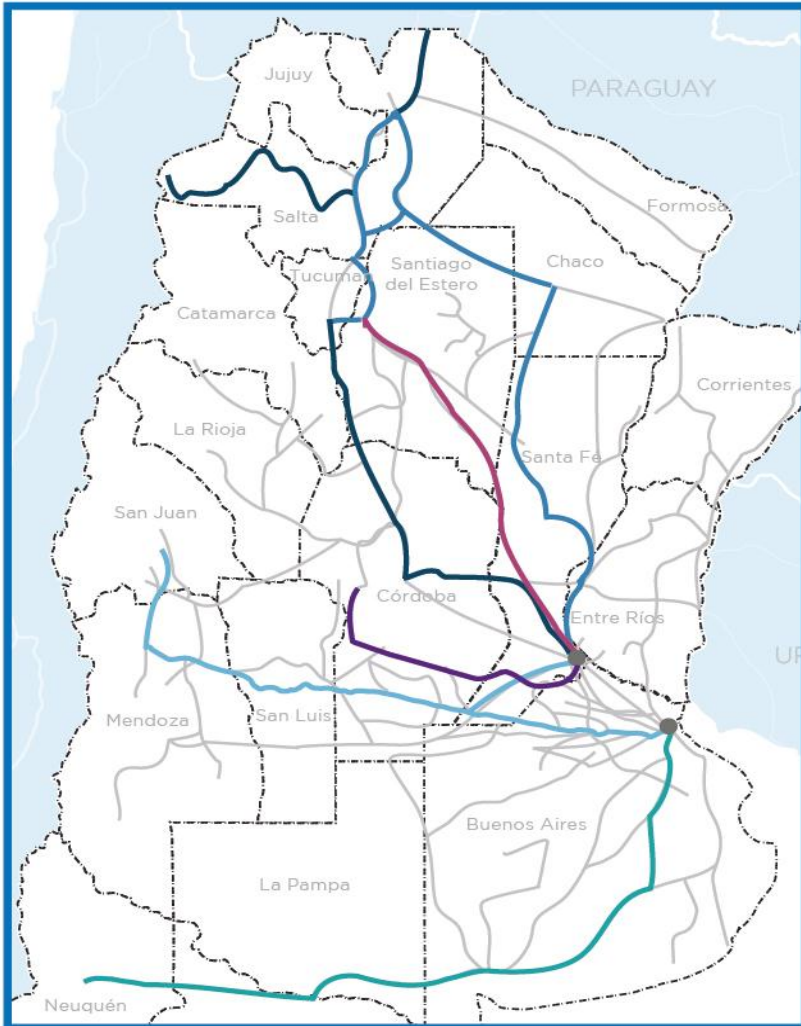 Jujuy
PARAGUAY
Formosa
Salta
Chaco
Tucumán
Santiago
del Estero
Catamarca
Corrientes
La Rioja
Santa Fé
San Juan
Córdoba
Entre Ríos
UR
Mendoza
San Luis
Buenos Aires
La Pampa
Neuquén